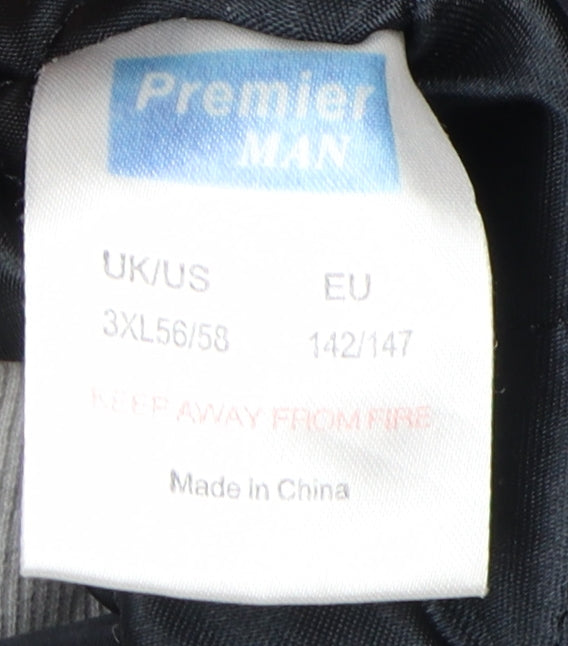 Premier
MAN
UK/US EU
3XL56/58 142/147
KEEP AWAY FROM FIRE
Made in China